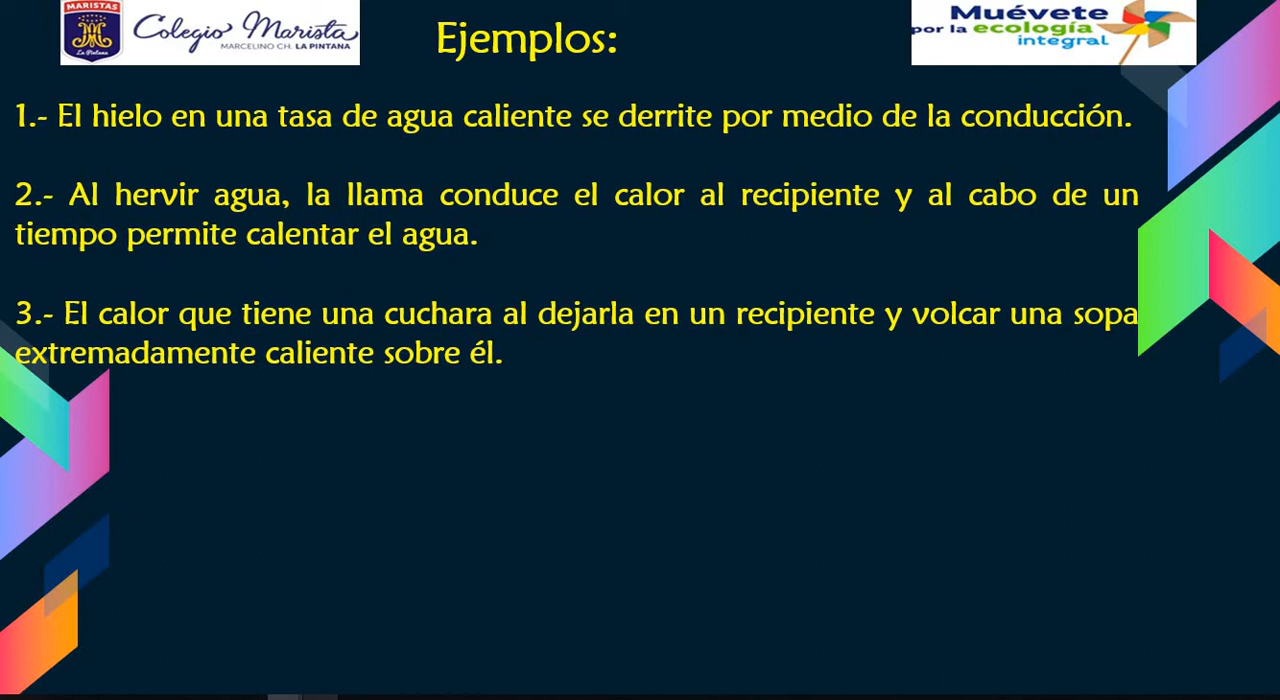 MARISTAS
La Pintana
Colegio Marista
MARCELINO CH. LA PINTANA
Ejemplos:
Muévete
por la ecología
integral
1.- El hielo en una tasa de agua caliente se derrite por medio de la conducción.
2.- Al hervir agua, la llama conduce el calor al recipiente y al cabo de un
tiempo permite calentar el agua.
3.- El calor que tiene una cuchara al dejarla en un recipiente y volcar una sopa
extremadamente caliente sobre él.